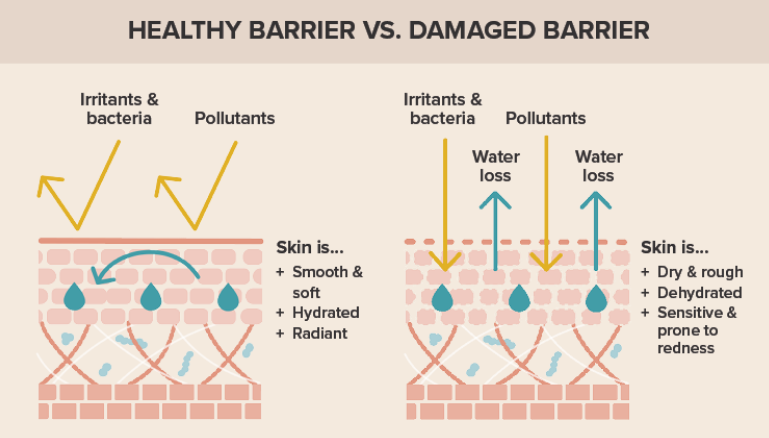 HEALTHY BARRIER VS. DAMAGED BARRIER
Irritants &
bacteria
Pollutants
Skin is...
+ Smooth &
soft
+ Hydrated
+ Radiant
Irritants &
bacteria
Pollutants
Water
loss
Water
loss
Skin is...
+ Dry & rough
+ Dehydrated
+ Sensitive &
prone to
redness